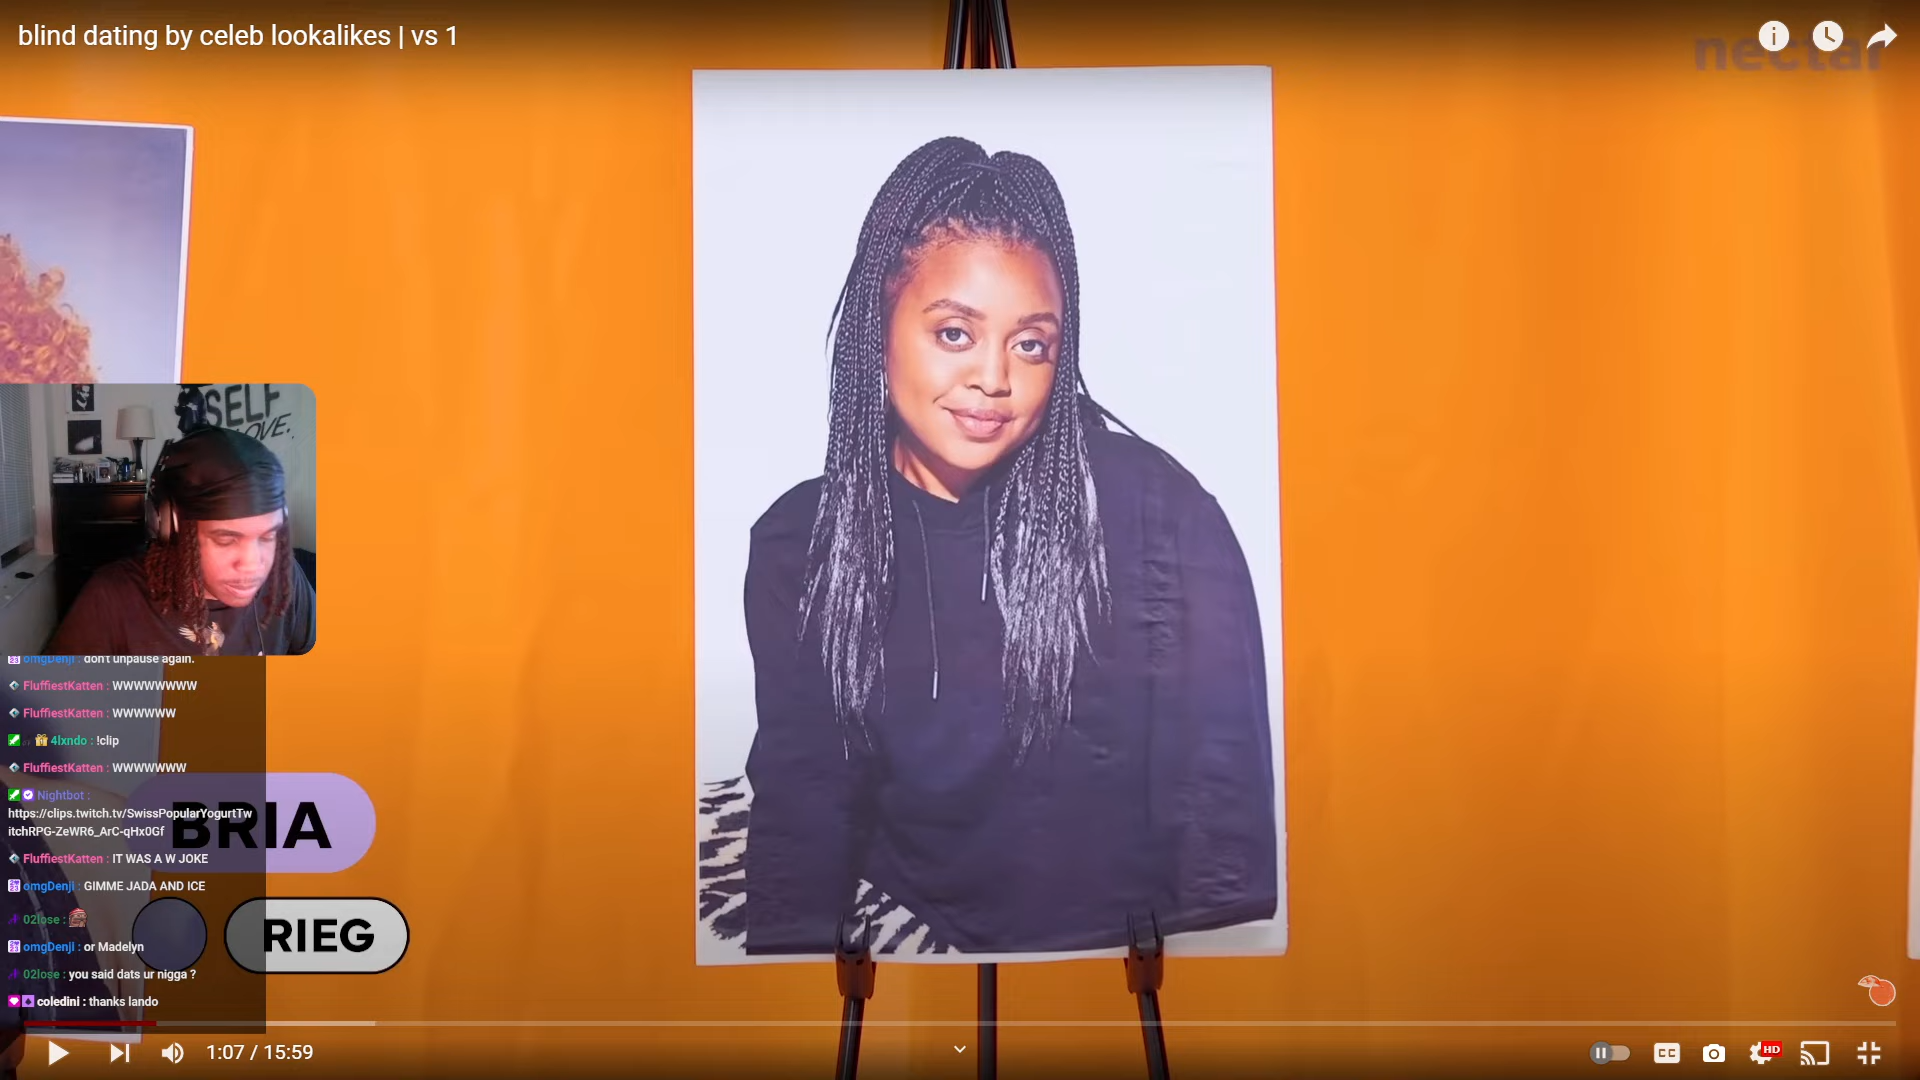 blind dating by celeb lookalikes | vs 1
nectar
SELF
LOVE.
omgDenji : don't unpause again.
FluffiestKatten : WWWWWWWW
FluffiestKatten : WWWWWW
4lxndo : !clip
FluffiestKatten : WWWWWWW
Nightbot :
https://clips.twitch.tv/SwissPopularYogurtTw
itchRPG-ZeWR6_ArC-qHx0Gf
BRIA
FluffiestKatten : IT WAS A W JOKE
omgDenji : GIMME JADA AND ICE
02lose :
RIEG
omgDenji : or Madelyn
02lose : you said dats ur nigga ?
coledini : thanks lando
1:07 / 15:59
CC
HD